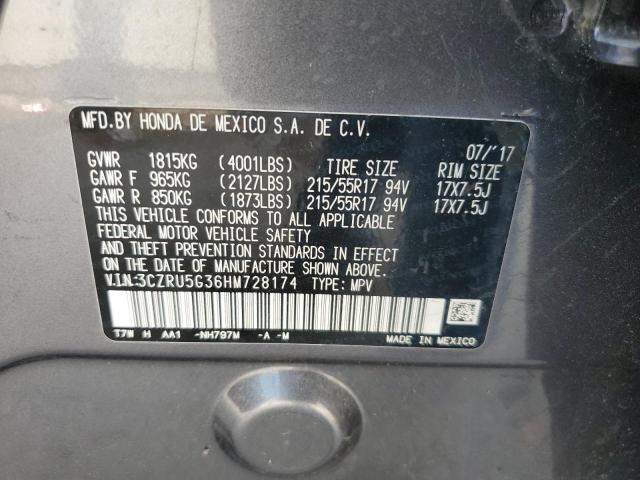 MFD.BY HONDA DE MEXICO S.A. DE C.V.
07/'17
GVWR 1815KG (4001LBS) TIRE SIZE RIM SIZE
GAWR F 965KG (2127LBS) 215/55R17 94V 17X7.5J
GAWR R 850KG (1873LBS) 215/55R17 94V 17X7.5J
THIS VEHICLE CONFORMS TO ALL APPLICABLE
FEDERAL MOTOR VEHICLE SAFETY
AND THEFT PREVENTION STANDARDS IN EFFECT
ON THE DATE OF MANUFACTURE SHOWN ABOVE.
V.I.N:3CZRU5G36HM728174 TYPE: MPV
T7W H AA1 -NH797M -A -M MADE IN MEXICO